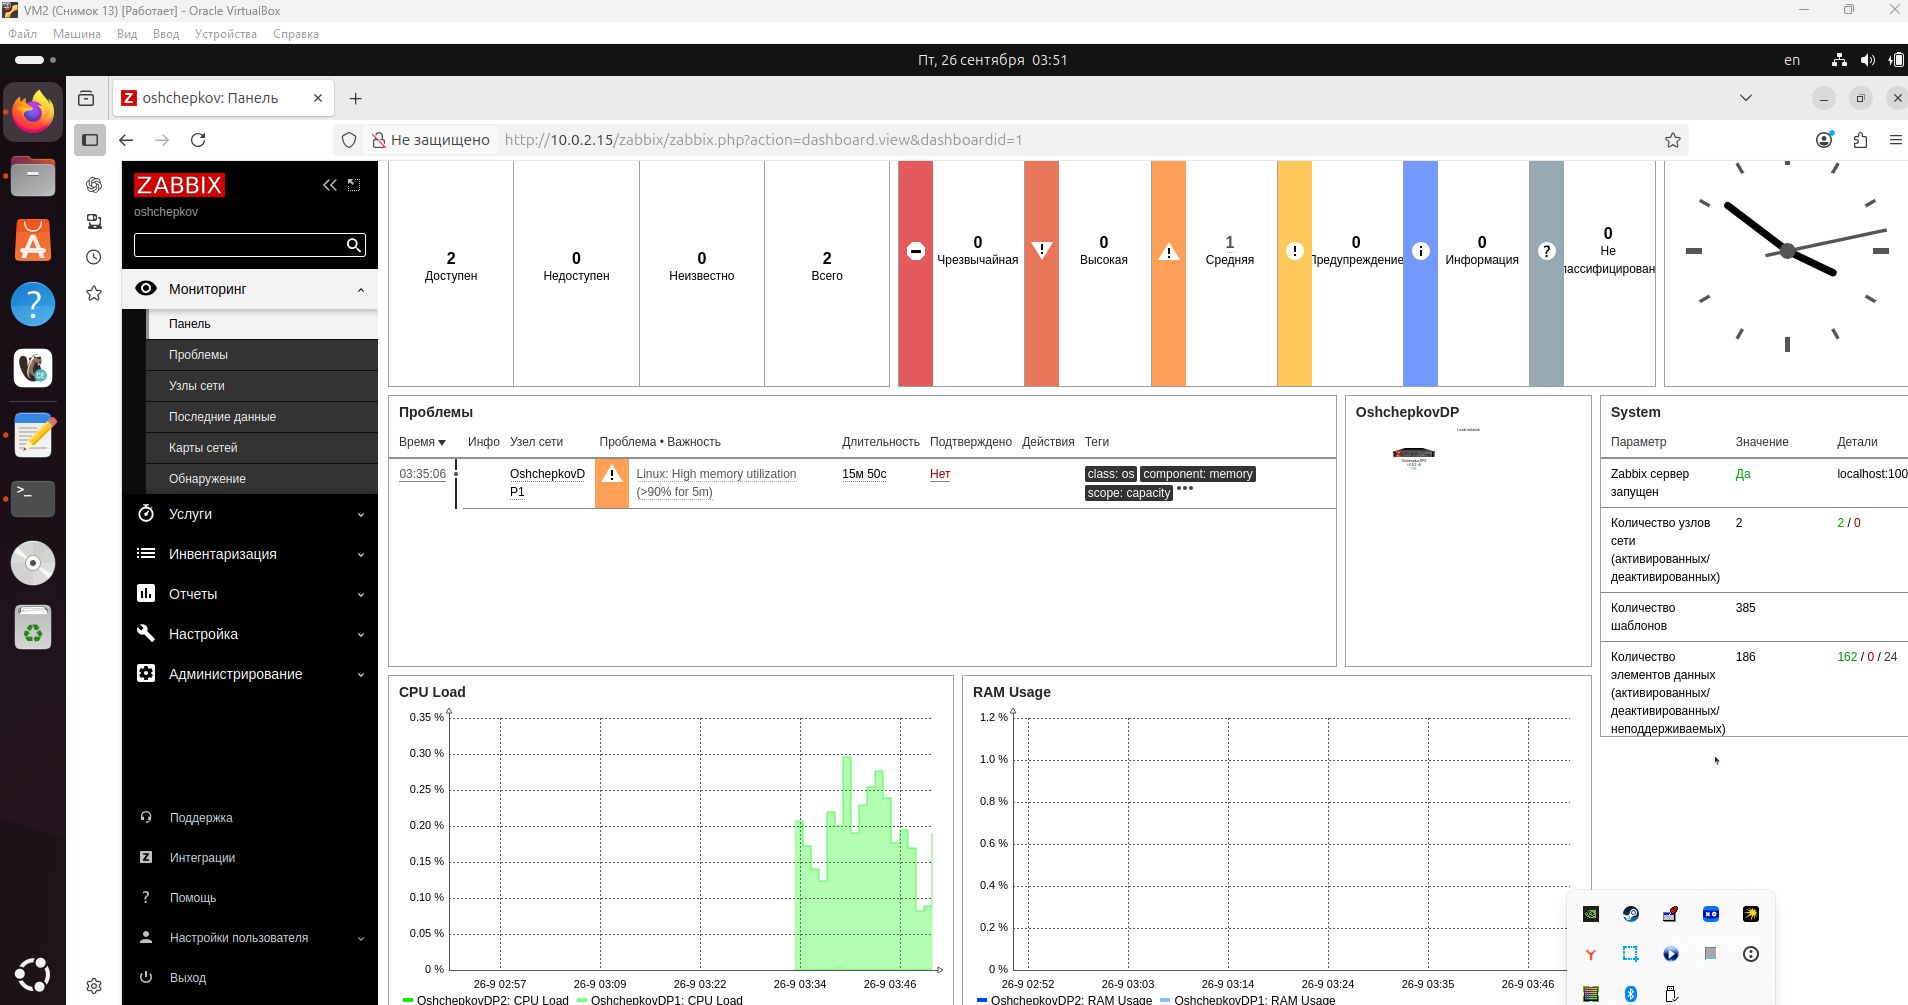 VM2 (Снимок 13) [Работает] - Oracle VirtualBox
Файл Машина Вид Ввод Устройства Справка
Пт, 26 сентября 03:51
en
oshchepkov: Панель
Не защищено
http://10.0.2.15/zabbix/zabbix.php?action=dashboard.view&dashboardid=1
ZABBIX
oshchepkov
Мониторинг
Панель
Проблемы
Узлы сети
Последние данные
Карты сетей
Обнаружение
Услуги
Инвентаризация
Отчеты
Настройка
Администрирование
Поддержка
Интеграции
Помощь
Настройки пользователя
Выход
2
Доступен
0
Недоступен
0
Неизвестно
2
Всего
0
Чрезвычайная
0
Высокая
1
Средняя
0
Предупреждение
0
Информация
0
Не
лассифицирован
Проблемы
Время Инфо Узел сети Проблема • Важность Длительность Подтверждено Действия Теги
03:35:06 OshchepkovD Linux: High memory utilization 15м 50с Нет class: os component: memory
P1 (>90% for 5m) scope: capacity •••
OshchepkovDP
Local network
System
Параметр Значение Детали
Zabbix сервер Да localhost:100
запущен
Количество узлов 2 2 / 0
сети
(активированных/
деактивированных)
Количество 385
шаблонов
Количество 186 162 / 0 / 24
элементов данных
(активированных/
деактивированных/
неподдерживаемых)
CPU Load
0.35 %
0.30 %
0.25 %
0.20 %
0.15 %
0.10 %
0.05 %
0 %
26-9 02:57 26-9 03:09 26-9 03:22 26-9 03:34 26-9 03:46
OshchepkovDP2: CPU Load OshchepkovDP1: CPU Load
RAM Usage
1.2 %
1.0 %
0.8 %
0.6 %
0.4 %
0.2 %
0 %
26-9 02:52 26-9 03:03 26-9 03:14 26-9 03:24 26-9 03:35 26-9 03:46
OshchepkovDP2: RAM Usage OshchepkovDP1: RAM Usage